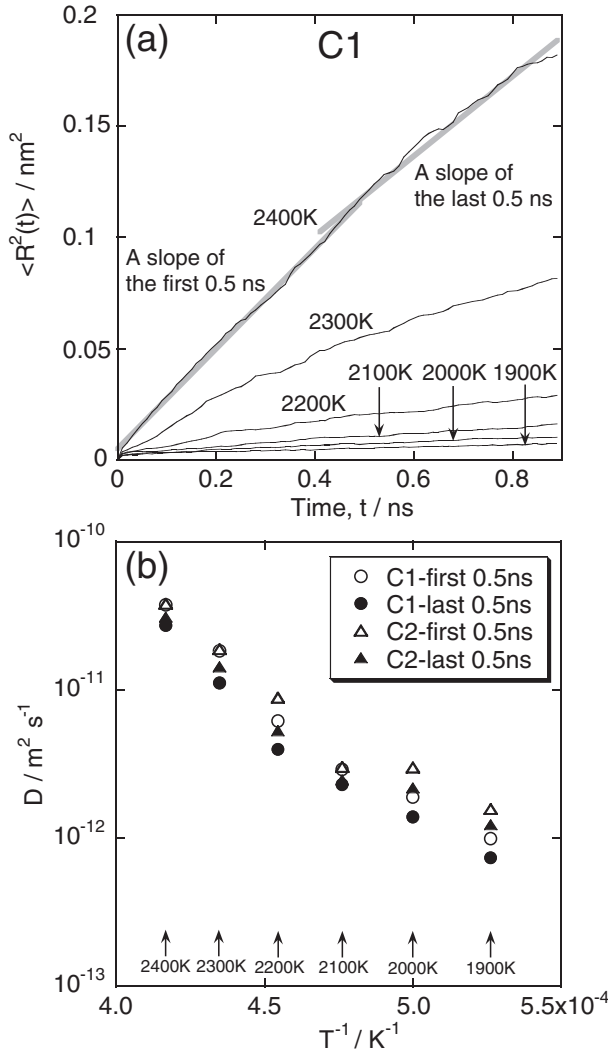 (a)
C1
0.2
0.15
0.1
0.05
0
<R²(t)> / nm²
A slope of
the last 0.5 ns
2400K
A slope of
the first 0.5 ns
2300K
2100K 2000K 1900K
2200K
0 0.2 0.4 0.6 0.8
Time, t / ns
(b)
C1-first 0.5ns
C1-last 0.5ns
C2-first 0.5ns
C2-last 0.5ns
10⁻¹⁰
10⁻¹¹
10⁻¹²
10⁻¹³
D / m² s⁻¹
2400K 2300K 2200K 2100K 2000K 1900K
4.0 4.5 5.0 5.5x10⁻⁴
T⁻¹ / K⁻¹